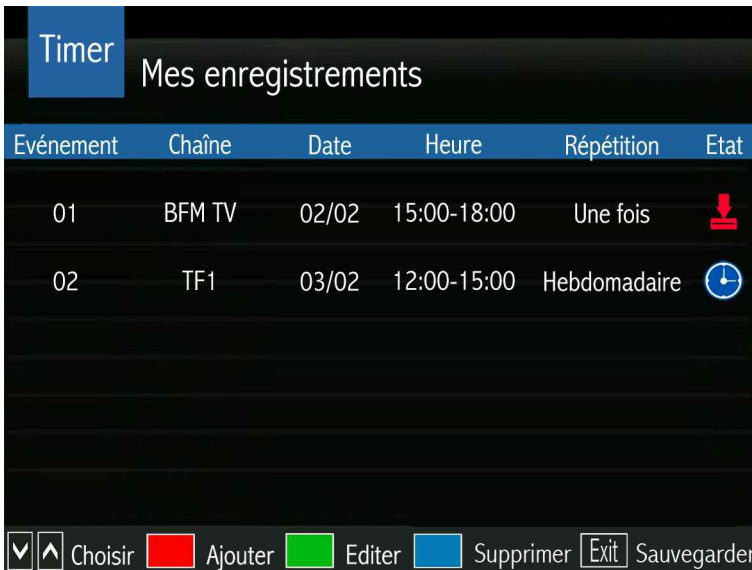 Timer
Mes enregistrements
Evénement Chaîne Date Heure Répétition Etat
01 BFM TV 02/02 15:00-18:00 Une fois
02 TF1 03/02 12:00-15:00 Hebdomadaire
Choisir Ajouter Editer Supprimer Exit Sauvegarder